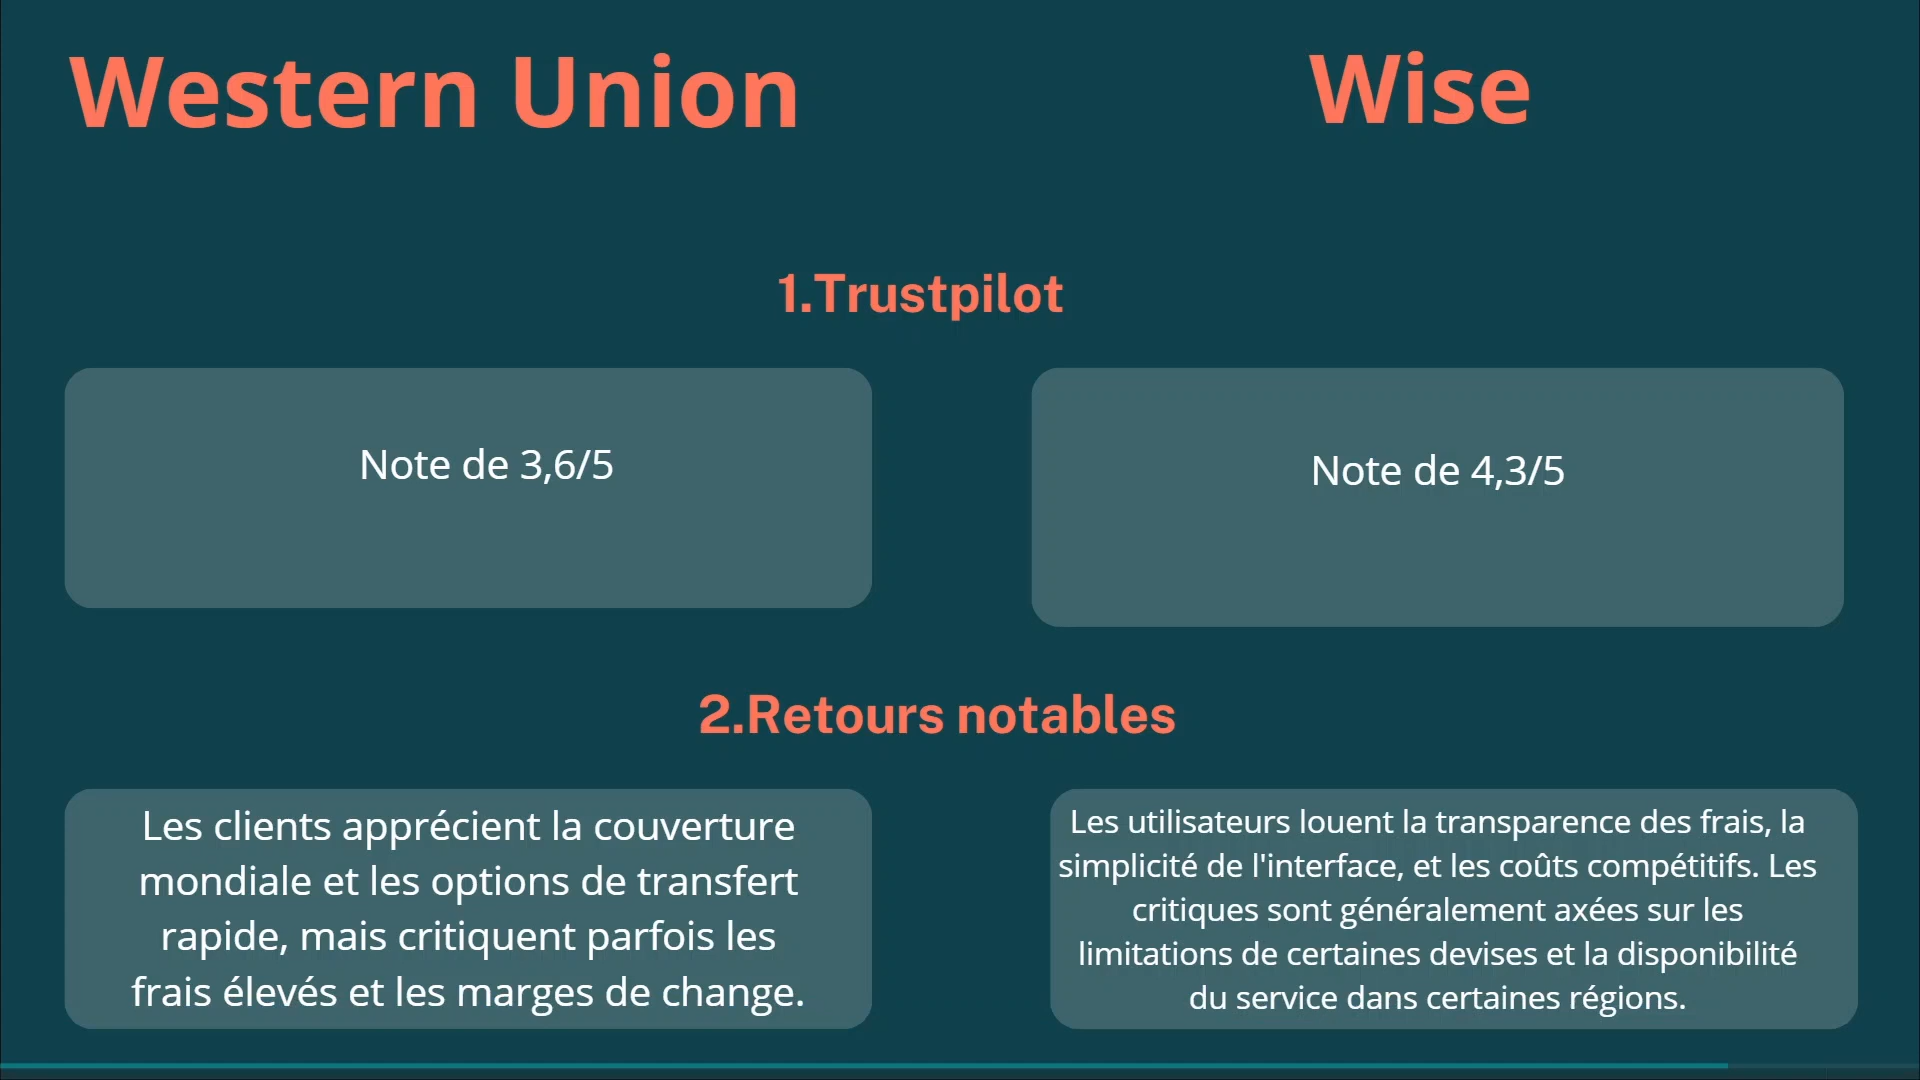 Western Union
Wise
1.Trustpilot
Note de 3,6/5
Note de 4,3/5
2.Retours notables
Les clients apprécient la couverture
mondiale et les options de transfert
rapide, mais critiquent parfois les
frais élevés et les marges de change.
Les utilisateurs louent la transparence des frais, la
simplicité de l'interface, et les coûts compétitifs. Les
critiques sont généralement axées sur les
limitations de certaines devises et la disponibilité
du service dans certaines régions.